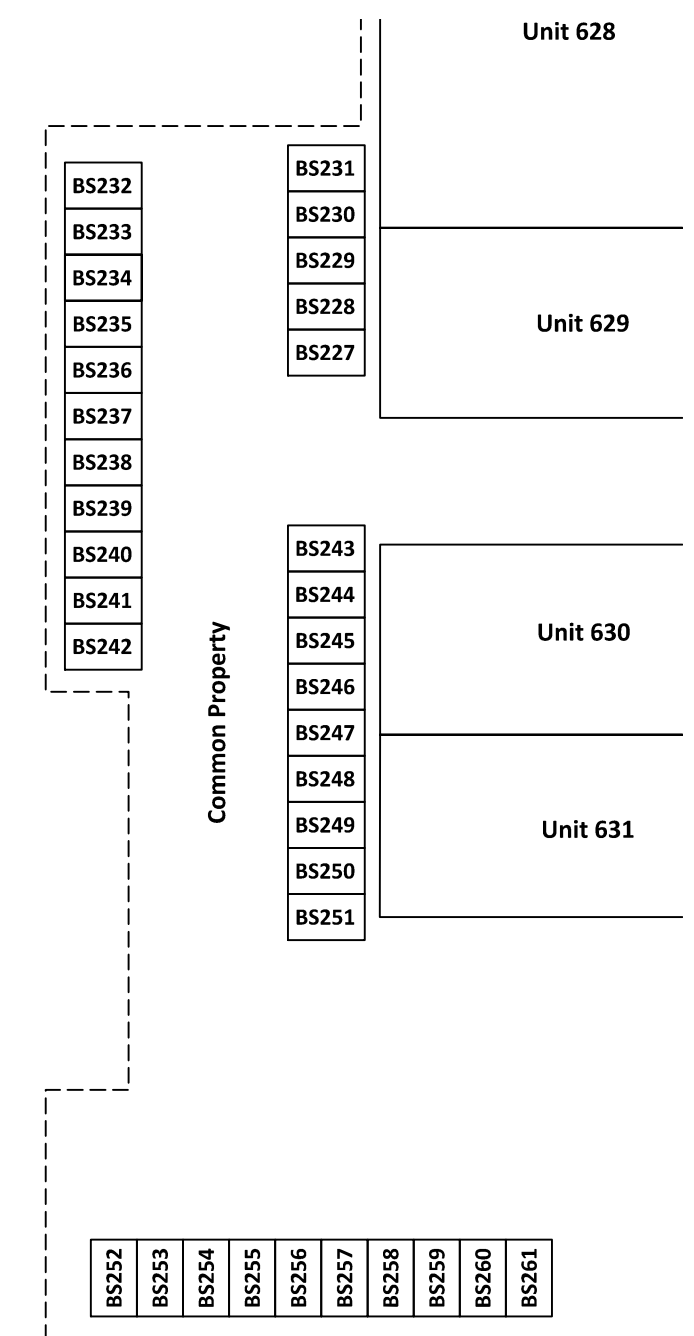 Unit 628
BS231
BS232
BS230
BS233
BS229
BS234
BS228
Unit 629
BS235
BS227
BS236
BS237
BS238
BS239
BS240
BS243
BS241
BS244
BS242
BS245
Unit 630
BS246
Common Property
BS247
BS248
BS249
Unit 631
BS250
BS251
BS252
BS253
BS254
BS255
BS256
BS257
BS258
BS259
BS260
BS261